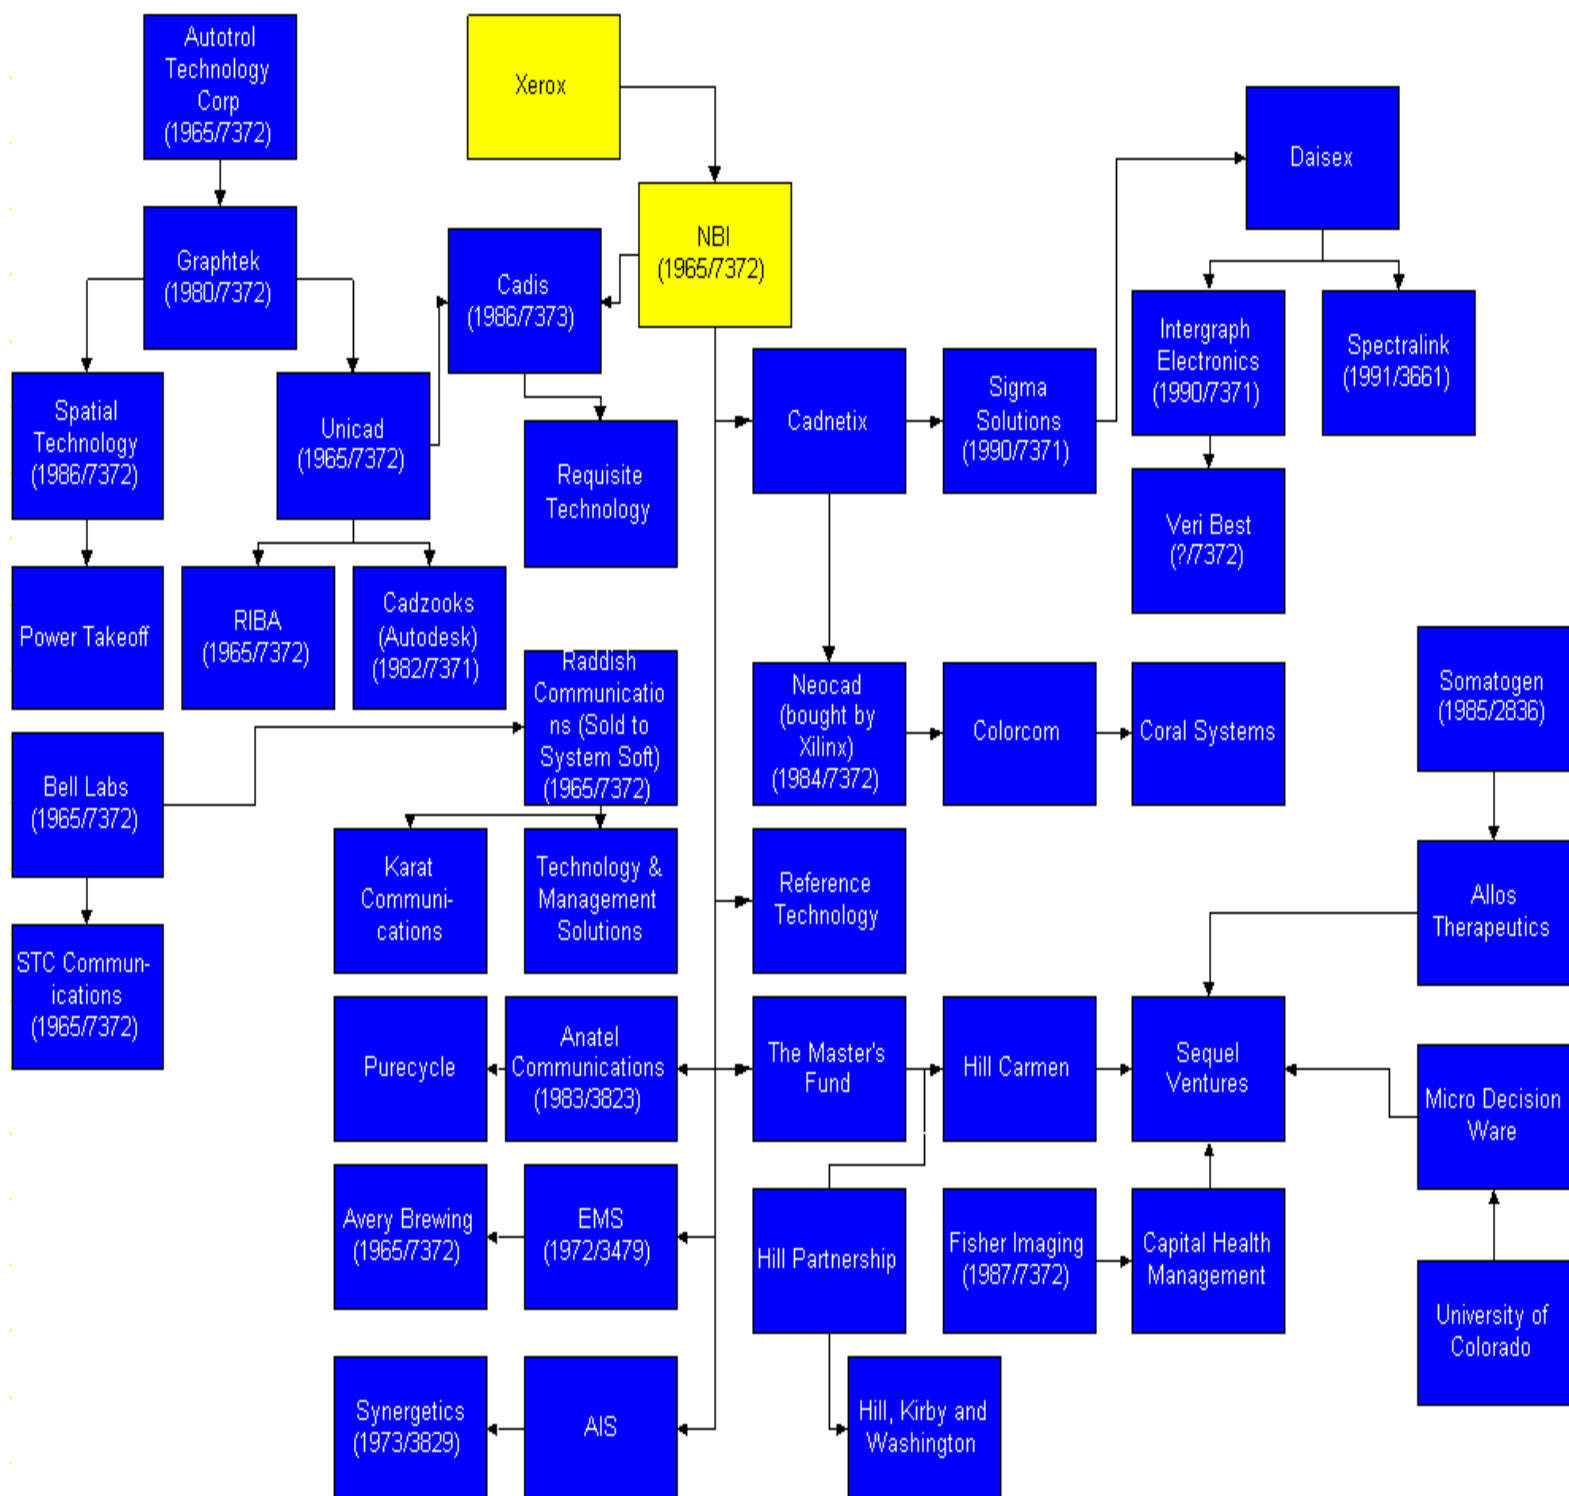 Autotrol
Technology
Corp
(1965/7372)
Xerox
Daisex
NBI
(1965/7372)
Graphtek
(1980/7372)
Cadis
(1986/7373)
Intergraph
Electronics
(1990/7371)
Spectralink
(1991/3661)
Spatial
Technology
(1986/7372)
Unicad
(1965/7372)
Cadnetix
Sigma
Solutions
(1990/7371)
Requisite
Technology
Veri Best
(?/7372)
Power Takeoff
RIBA
(1965/7372)
Cadzooks
(Autodesk)
(1982/7371)
Raddish
Communicatio
ns (Sold to
System Soft)
(1965/7372)
Neocad
(bought by
Xilinx)
(1984/7372)
Colorcom
Coral Systems
Somatogen
(1985/2836)
Bell Labs
(1965/7372)
Karat
Communi-
cations
Technology &
Management
Solutions
Reference
Technology
Allos
Therapeutics
STC Commun-
ications
(1965/7372)
Purecycle
Anatel
Communications
(1983/3823)
The Master's
Fund
Hill Carmen
Sequel
Ventures
Micro Decision
Ware
Avery Brewing
(1965/7372)
EMS
(1972/3479)
Hill Partnership
Fisher Imaging
(1987/7372)
Capital Health
Management
University of
Colorado
Synergetics
(1973/3829)
AIS
Hill, Kirby and
Washington